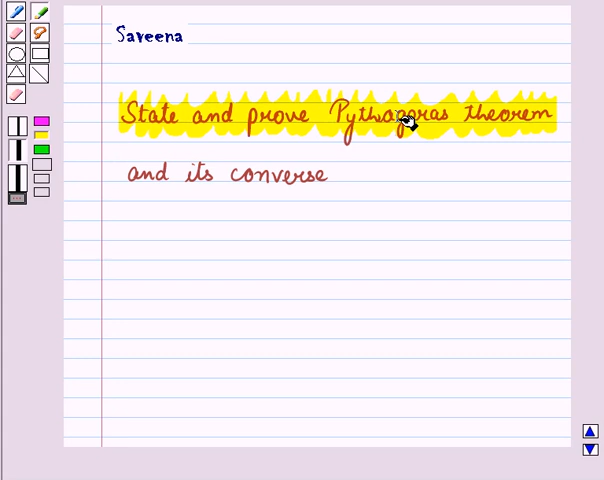 Saveena
State and prove Pythagoras theorem
and its converse